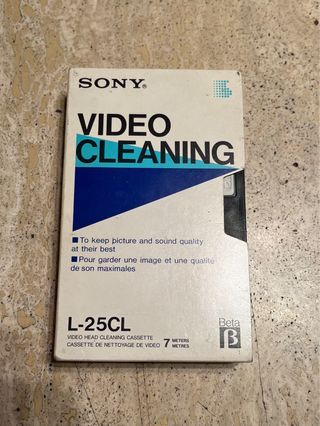 SONY®
VIDEO
CLEANING
■ To keep picture and sound quality
at their best
■ Pour garder une image et une qualité
de son maximales
Beta
β
L-25CL
VIDEO HEAD CLEANING CASSETTE
CASSETTE DE NETTOYAGE DE VIDEO
7 METERS
METRES